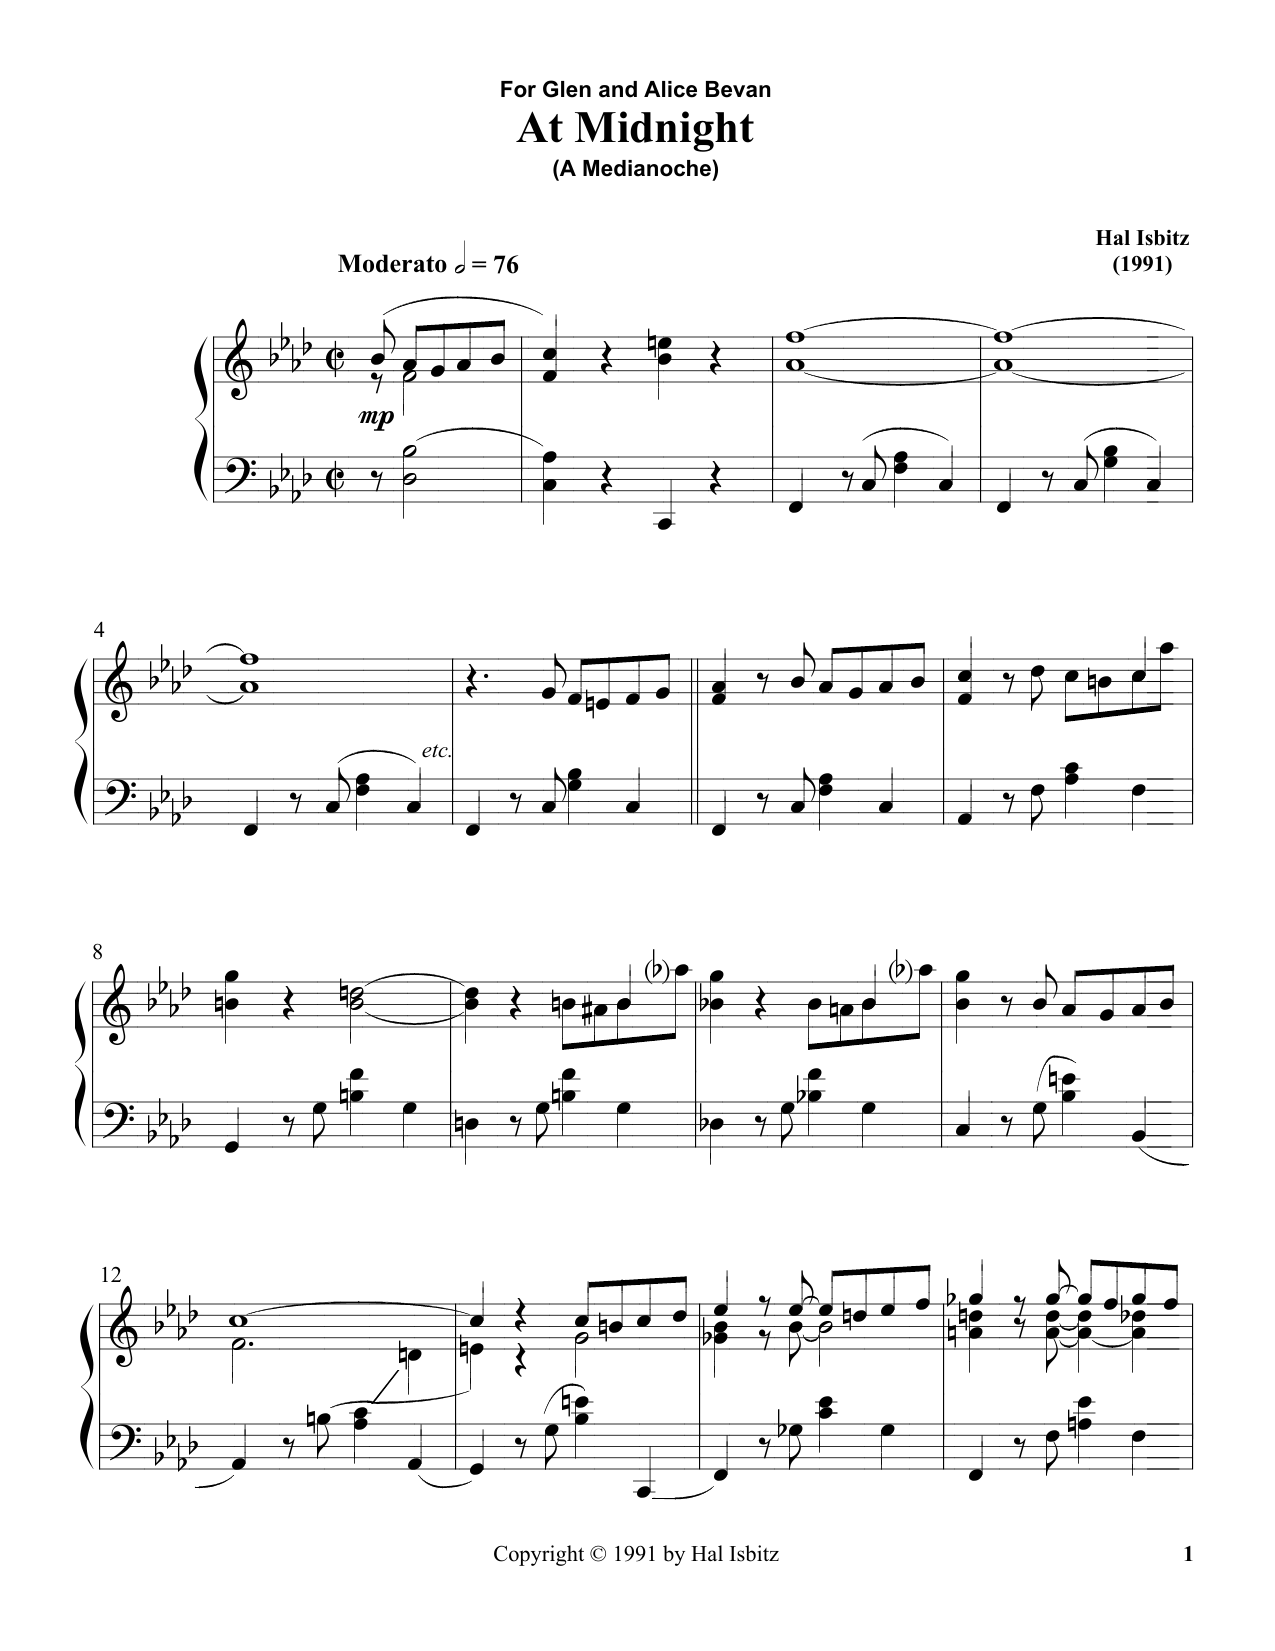 For Glen and Alice Bevan
At Midnight
(A Medianoche)
Hal Isbitz
(1991)
Moderato 𝅗𝅥 = 76
mp
4
etc.
8
12
Copyright © 1991 by Hal Isbitz
1